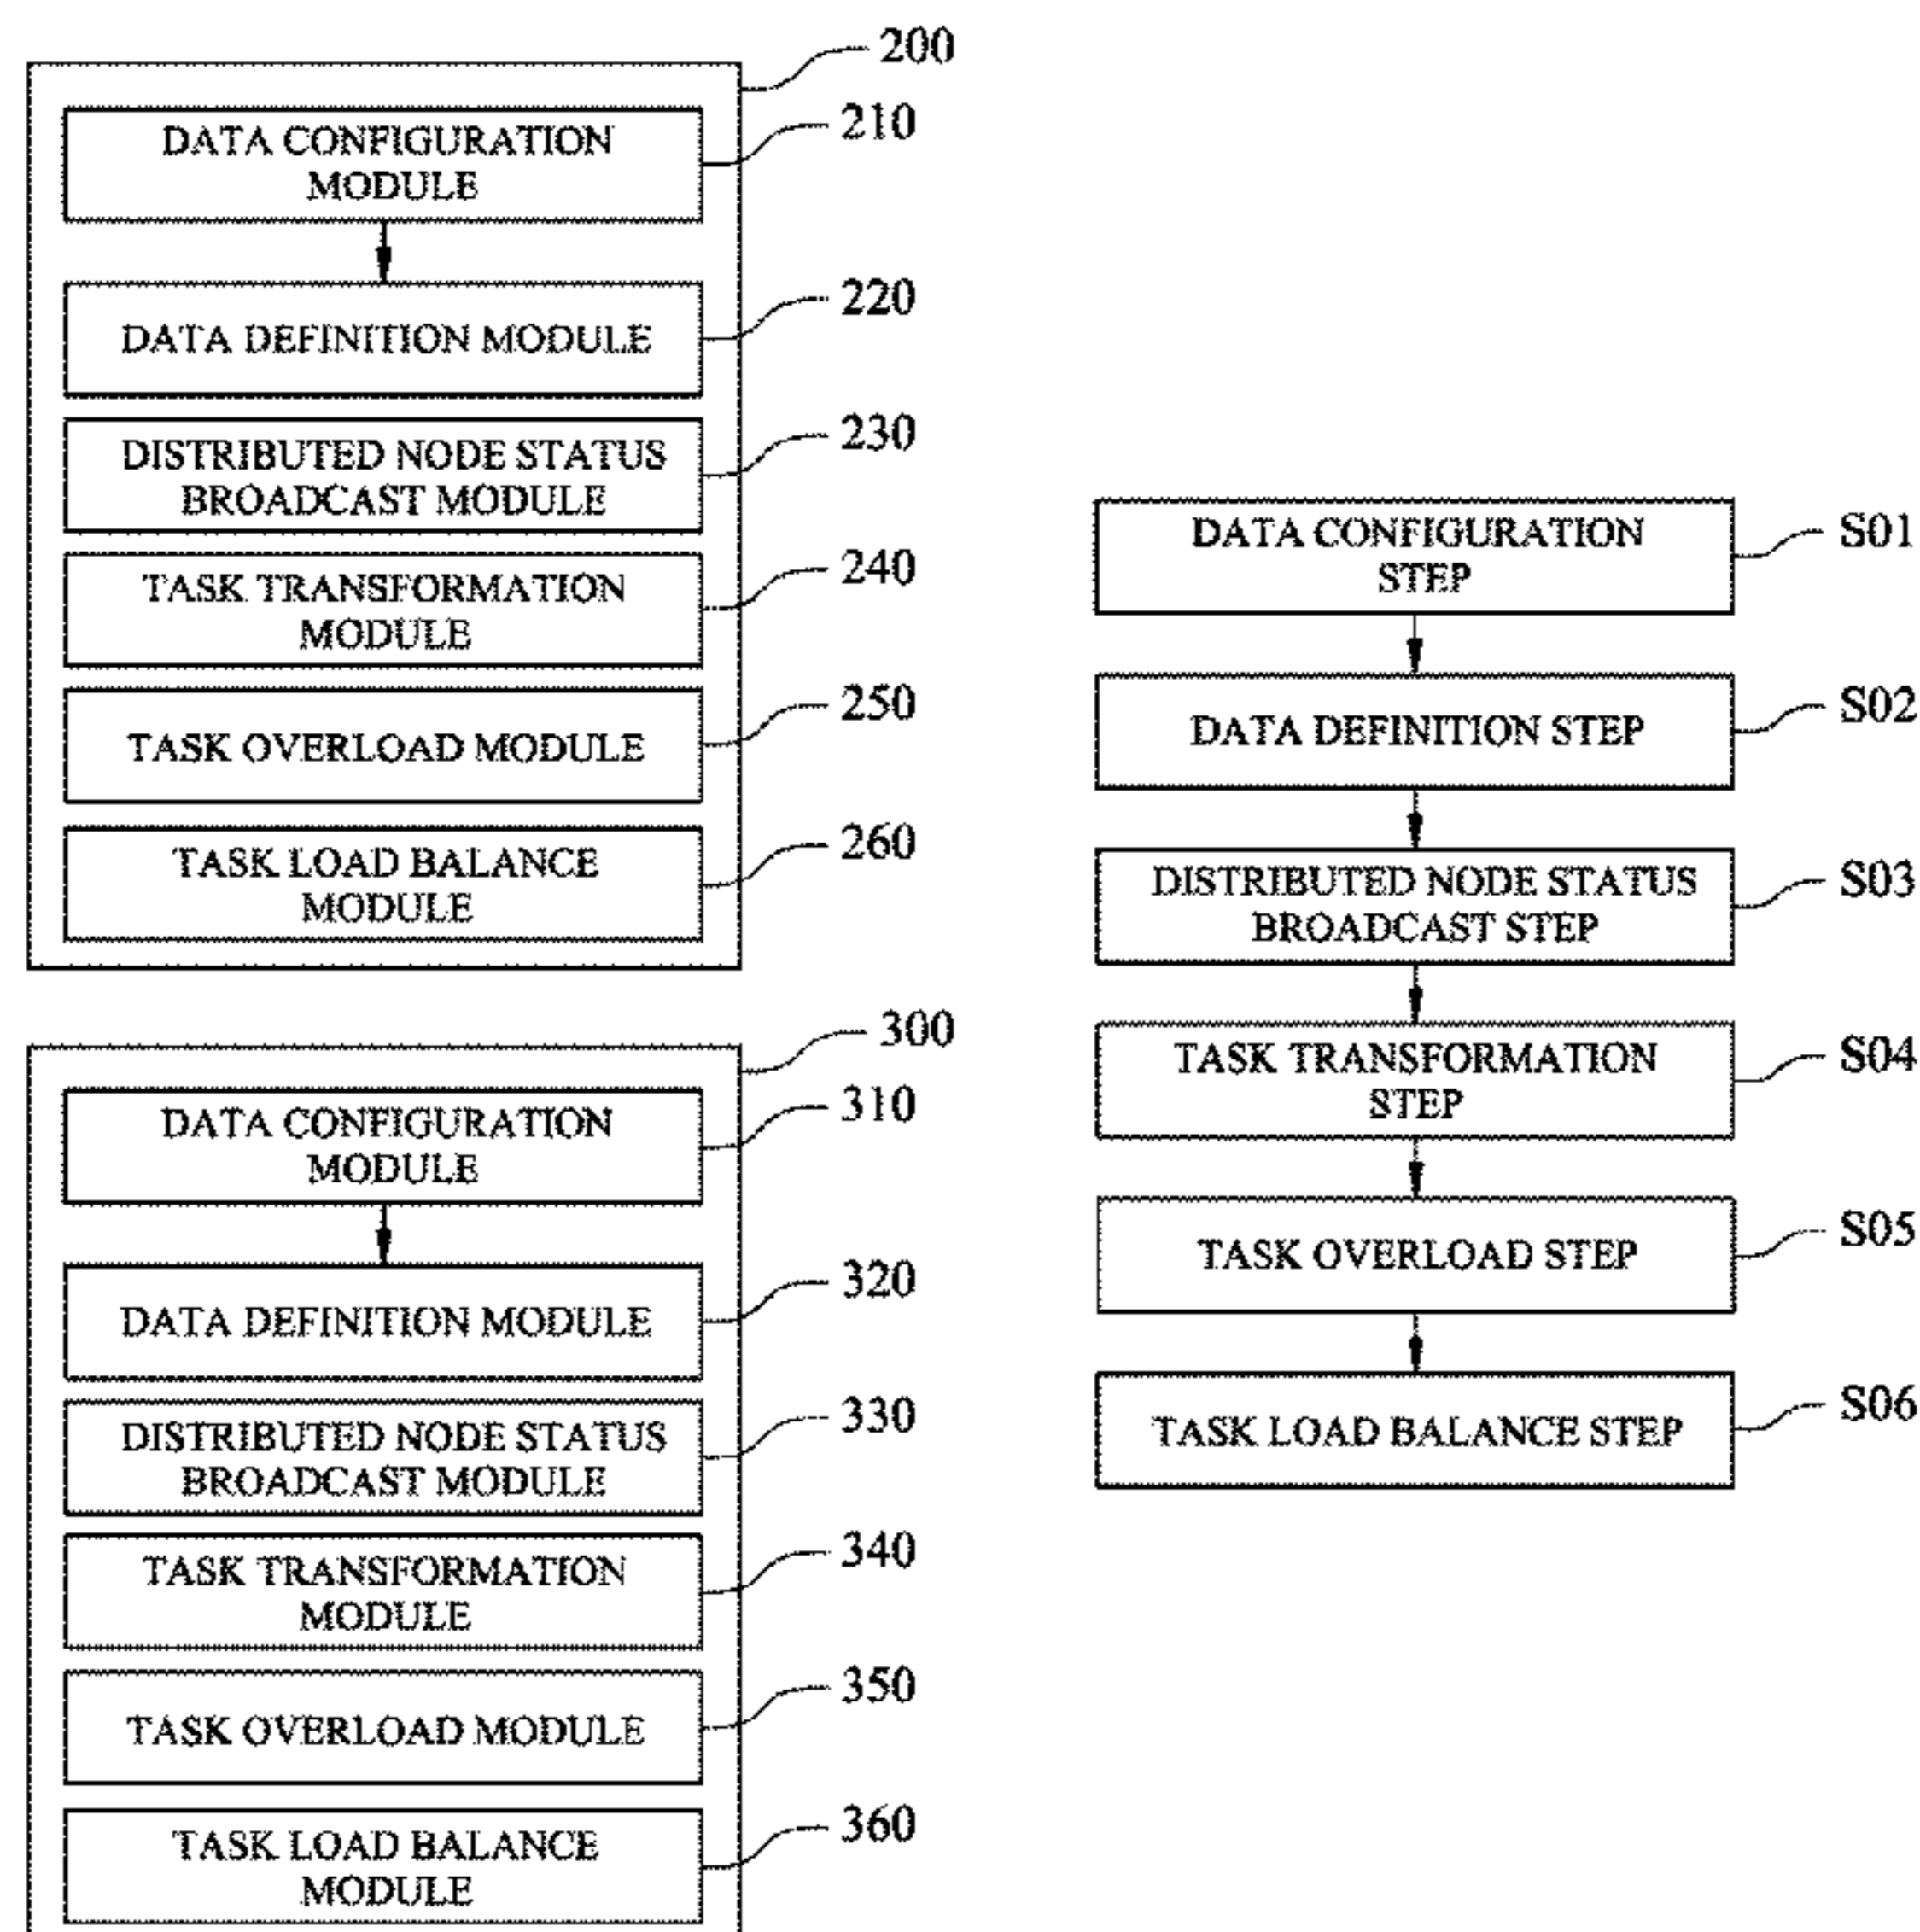 200
DATA CONFIGURATION
MODULE
210
DATA DEFINITION MODULE
220
DISTRIBUTED NODE STATUS
BROADCAST MODULE
230
TASK TRANSFORMATION
MODULE
240
TASK OVERLOAD MODULE
250
TASK LOAD BALANCE
MODULE
260
300
DATA CONFIGURATION
MODULE
310
DATA DEFINITION MODULE
320
DISTRIBUTED NODE STATUS
BROADCAST MODULE
330
TASK TRANSFORMATION
MODULE
340
TASK OVERLOAD MODULE
350
TASK LOAD BALANCE
MODULE
360
DATA CONFIGURATION
STEP
S01
DATA DEFINITION STEP
S02
DISTRIBUTED NODE STATUS
BROADCAST STEP
S03
TASK TRANSFORMATION
STEP
S04
TASK OVERLOAD STEP
S05
TASK LOAD BALANCE STEP
S06